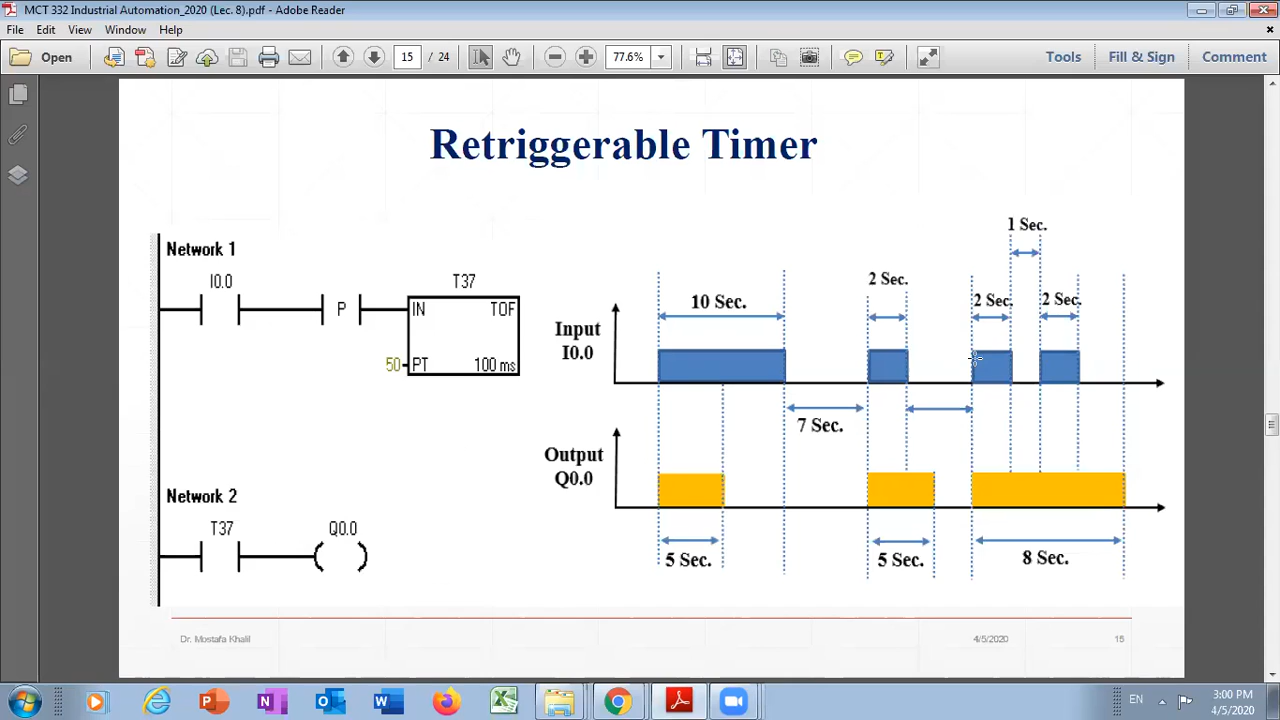 MCT 332 Industrial Automation_2020 (Lec. 8).pdf - Adobe Reader
File Edit View Window Help
Open 15 / 24 77.6% Tools Fill & Sign Comment
Retriggerable Timer
1 Sec.
Network 1
I0.0 T37
2 Sec.
10 Sec. 2 Sec. 2 Sec.
P IN TOF
Input
I0.0
50 PT 100 ms
7 Sec.
Output
Q0.0
Network 2
T37 Q0.0
5 Sec. 5 Sec. 8 Sec.
Dr. Mostafa Khalil 4/5/2020 15
EN 3:00 PM
4/5/2020